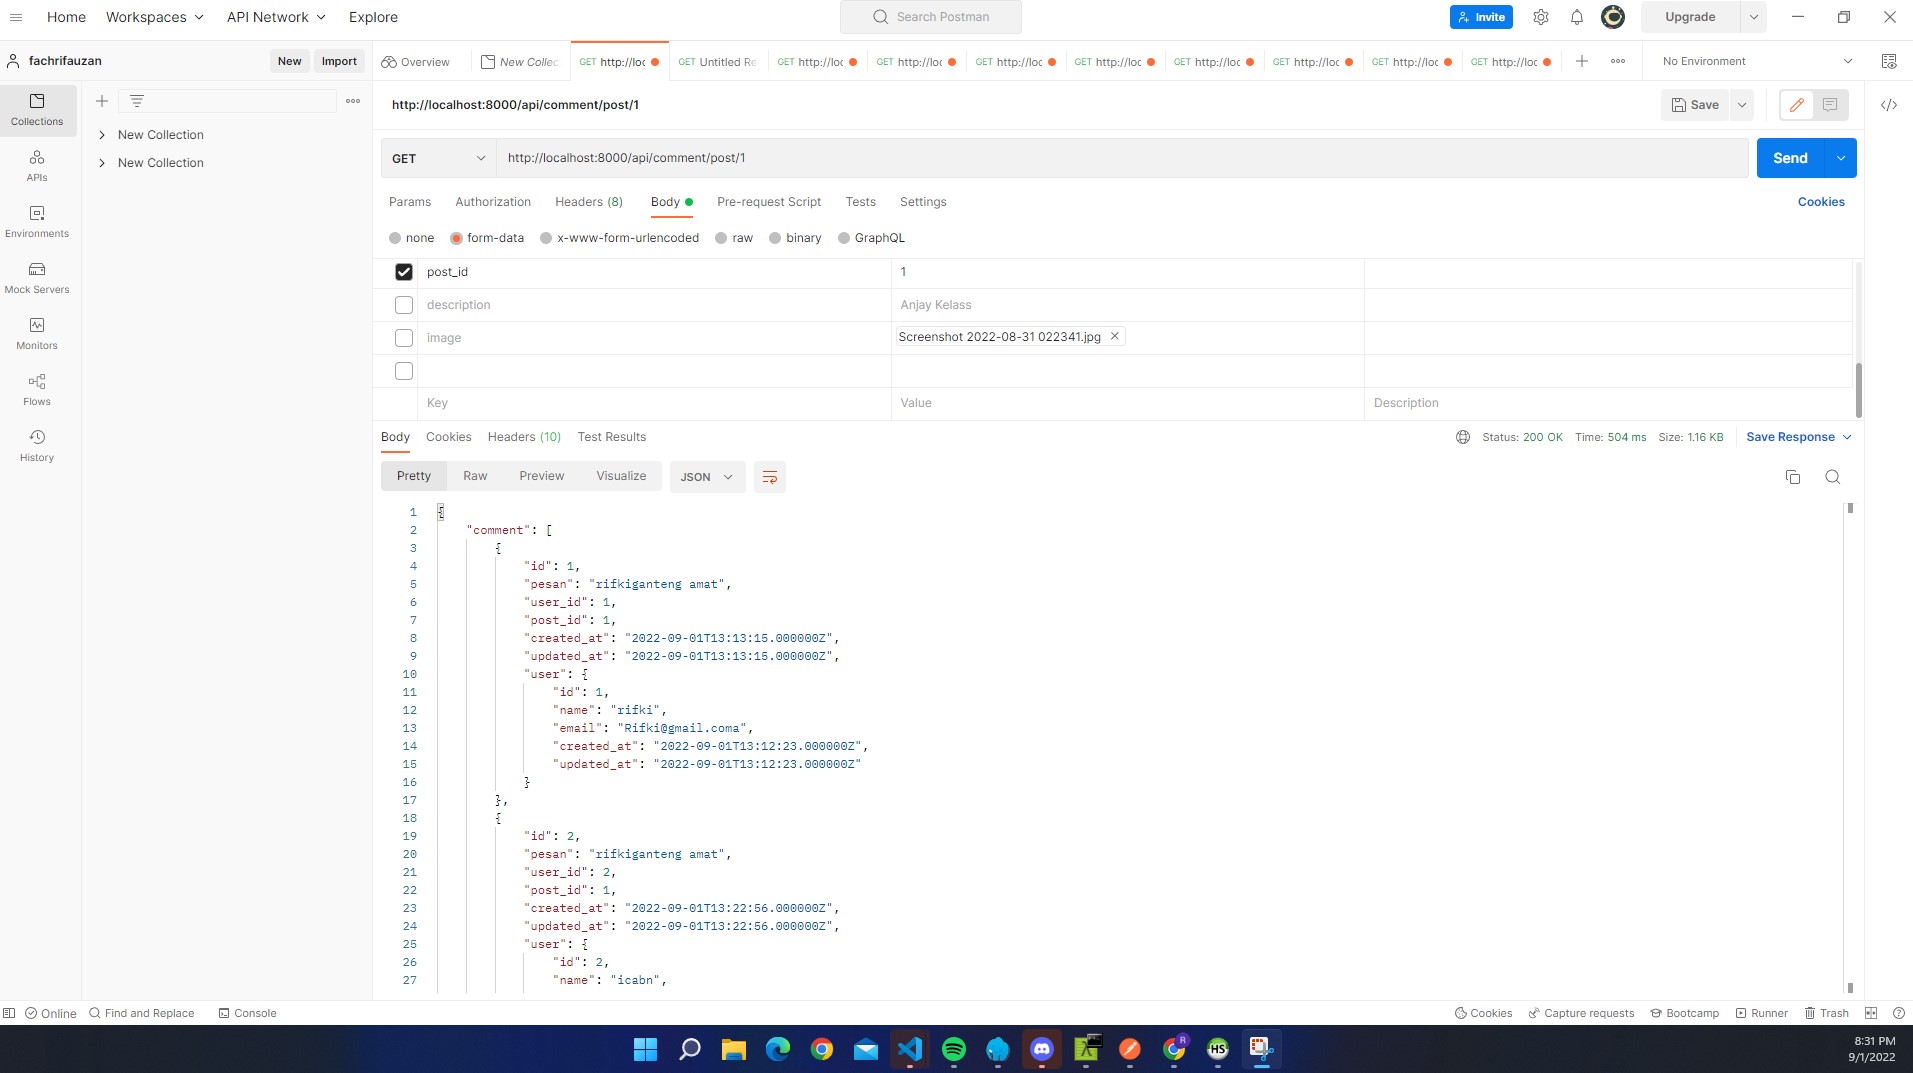 Home Workspaces API Network Explore Search Postman Invite Upgrade
fachrifauzan New Import Overview New Collec GET http://loc GET Untitled Re GET http://loc GET http://loc GET http://loc GET http://loc GET http://loc GET http://loc GET http://loc GET http://loc No Environment
Collections
APIs
Environments
Mock Servers
Monitors
Flows
History
New Collection
New Collection
http://localhost:8000/api/comment/post/1 Save
GET http://localhost:8000/api/comment/post/1 Send
Params Authorization Headers (8) Body Pre-request Script Tests Settings Cookies
none form-data x-www-form-urlencoded raw binary GraphQL
post_id 1
description Anjay Kelass
image Screenshot 2022-08-31 022341.jpg
Key Value Description
Body Cookies Headers (10) Test Results Status: 200 OK Time: 504 ms Size: 1.16 KB Save Response
Pretty Raw Preview Visualize JSON
1 {
2 "comment": [
3 {
4 "id": 1,
5 "pesan": "rifkiganteng amat",
6 "user_id": 1,
7 "post_id": 1,
8 "created_at": "2022-09-01T13:13:15.000000Z",
9 "updated_at": "2022-09-01T13:13:15.000000Z",
10 "user": {
11 "id": 1,
12 "name": "rifki",
13 "email": "Rifki@gmail.coma",
14 "created_at": "2022-09-01T13:12:23.000000Z",
15 "updated_at": "2022-09-01T13:12:23.000000Z"
16 }
17 },
18 {
19 "id": 2,
20 "pesan": "rifkiganteng amat",
21 "user_id": 2,
22 "post_id": 1,
23 "created_at": "2022-09-01T13:22:56.000000Z",
24 "updated_at": "2022-09-01T13:22:56.000000Z",
25 "user": {
26 "id": 2,
27 "name": "icabn",
Online Find and Replace Console Cookies Capture requests Bootcamp Runner Trash
R HS
8:31 PM
9/1/2022